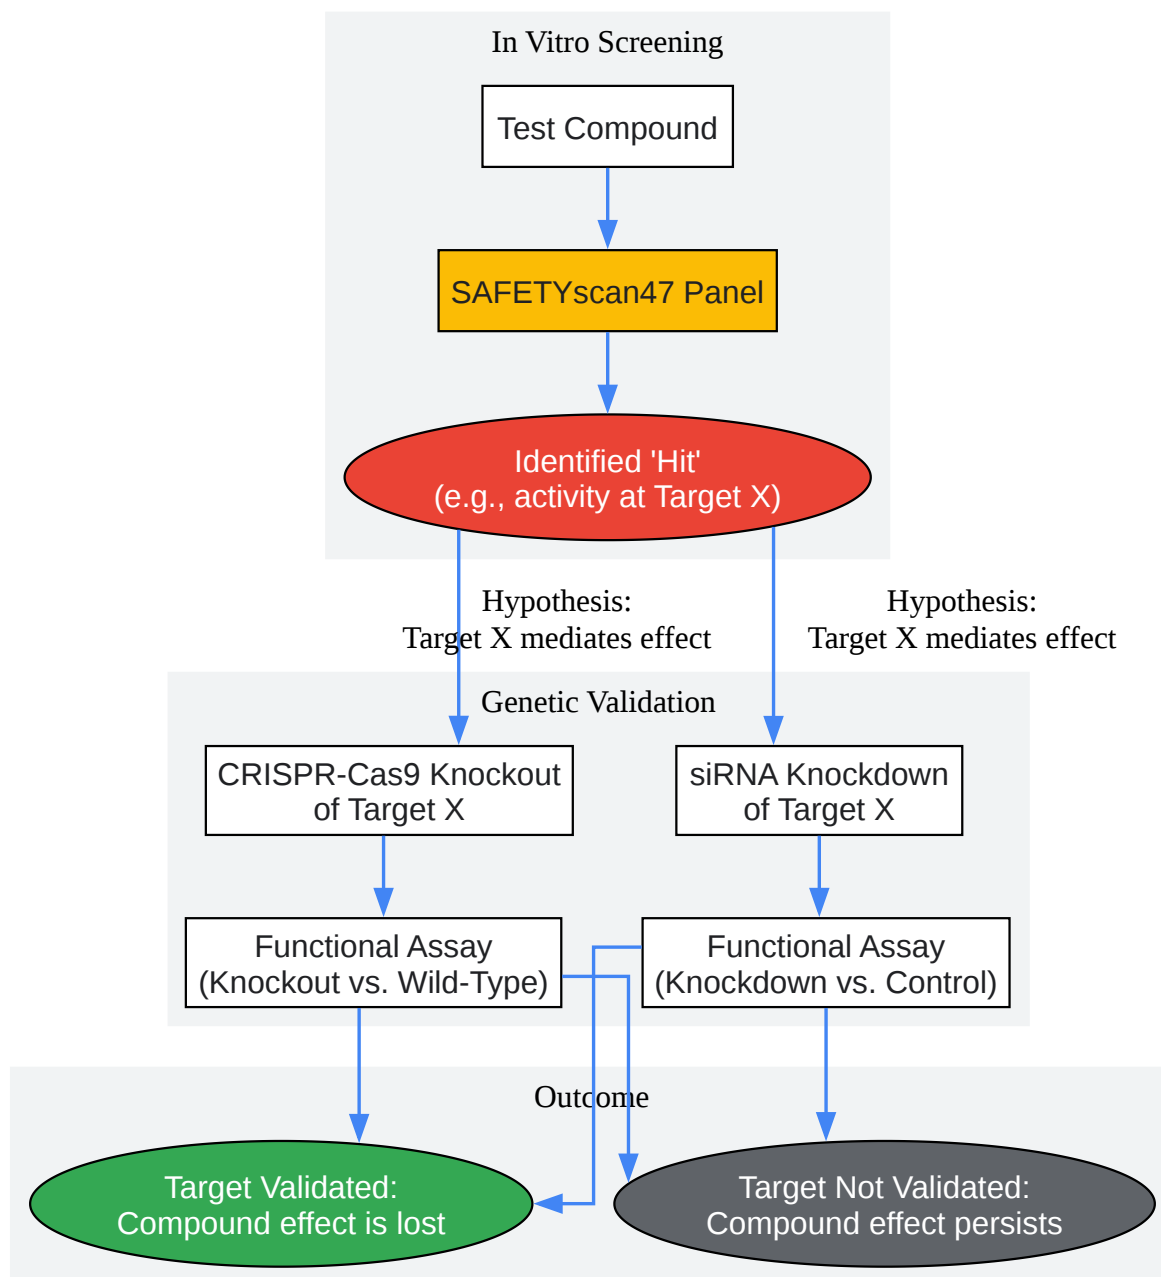 In Vitro Screening
Test Compound
SAFETYscan47 Panel
Identified 'Hit'
(e.g., activity at Target X)
Hypothesis:
Target X mediates effect
Hypothesis:
Target X mediates effect
Genetic Validation
CRISPR-Cas9 Knockout
of Target X
siRNA Knockdown
of Target X
Functional Assay
(Knockout vs. Wild-Type)
Functional Assay
(Knockdown vs. Control)
Outcome
Target Validated:
Compound effect is lost
Target Not Validated:
Compound effect persists